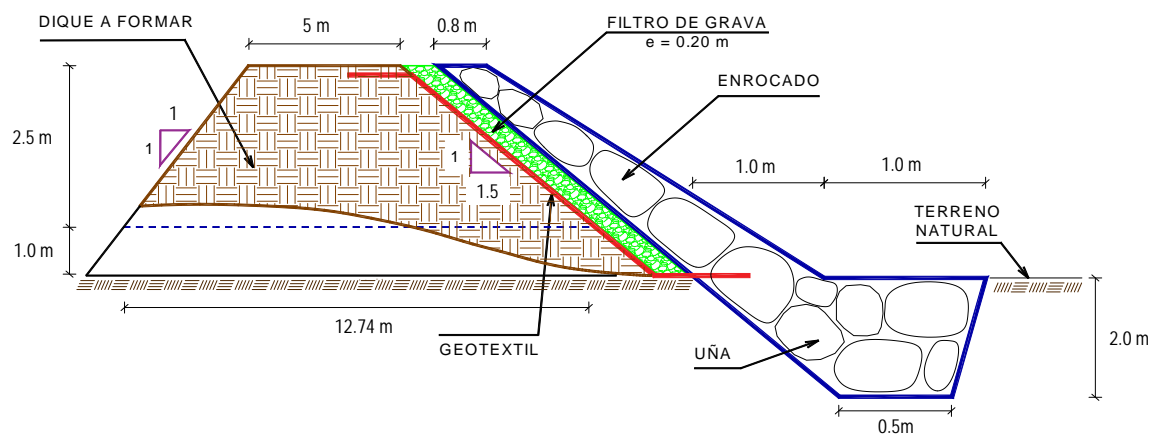 DIQUE A FORMAR
5 m
0.8 m
FILTRO DE GRAVA
e = 0.20 m
ENROCADO
1
1
2.5 m
1
1.5
1.0 m
1.0 m
TERRENO
NATURAL
1.0 m
12.74 m
GEOTEXTIL
UÑA
2.0 m
0.5m